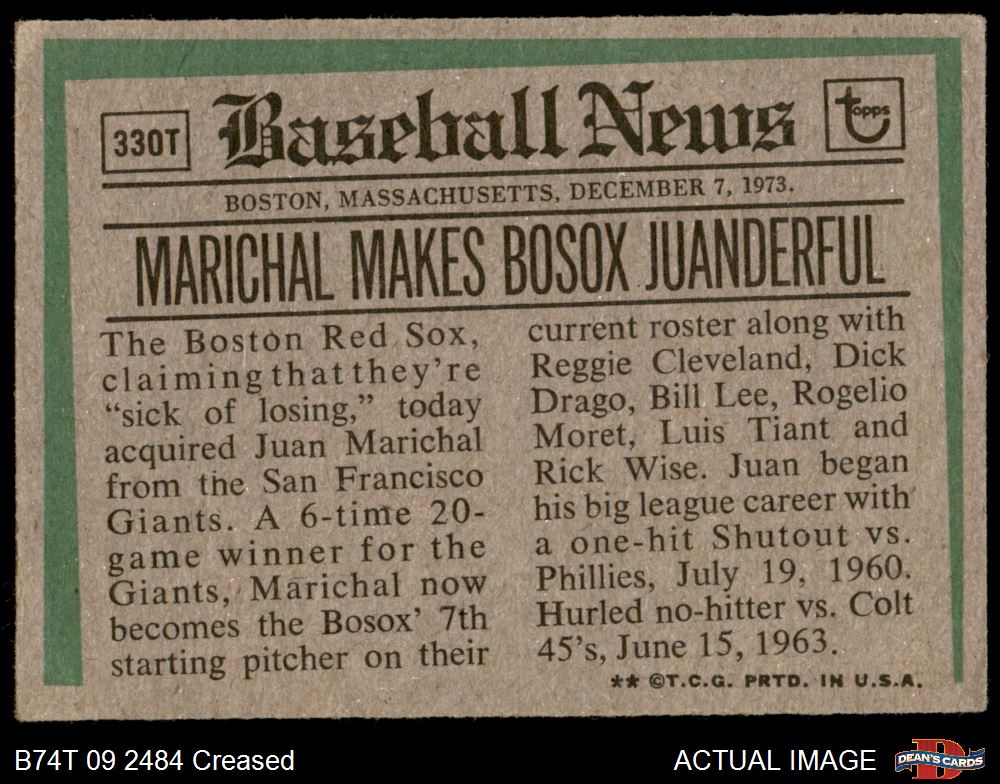 330T
Baseball News
topps
BOSTON, MASSACHUSETTS, DECEMBER 7, 1973.
MARICHAL MAKES BOSOX JUANDERFUL
The Boston Red Sox,
claiming that they're
“sick of losing,” today
acquired Juan Marichal
from the San Francisco
Giants. A 6-time 20-
game winner for the
Giants, Marichal now
becomes the Bosox' 7th
starting pitcher on their
current roster along with
Reggie Cleveland, Dick
Drago, Bill Lee, Rogelio
Moret, Luis Tiant and
Rick Wise. Juan began
his big league career with
a one-hit Shutout vs.
Phillies, July 19, 1960.
Hurled no-hitter vs. Colt
45's, June 15, 1963.
** ©T.C.G. PRTD. IN U.S.A.
B74T 09 2484 Creased
ACTUAL IMAGE
DEAN'S CARDS